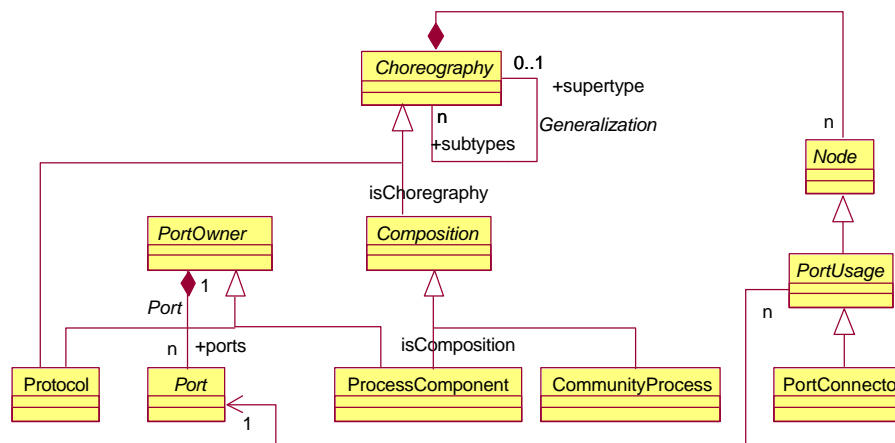 Choreography
0..1
+supertype
n
Generalization
+subtypes
n
Node
isChoregraphy
PortOwner
Composition
PortUsage
1
Port
n
+ports
isComposition
n
Protocol
Port
ProcessComponent
CommunityProcess
PortConnecto
1